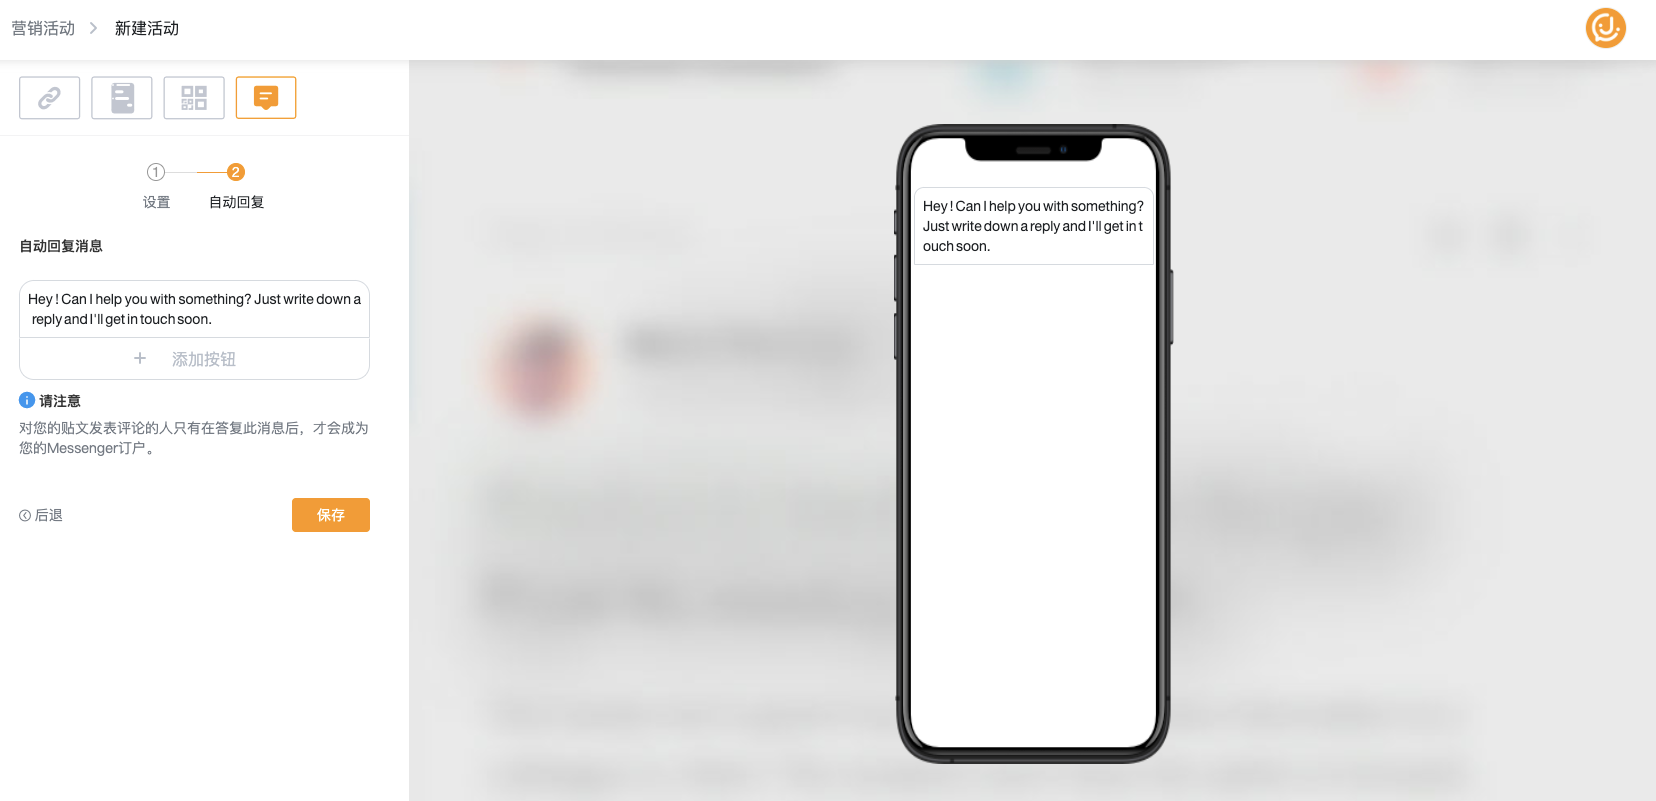 营销活动 > 新建活动
1 2
设置 自动回复
自动回复消息
Hey ! Can I help you with something? Just write down a
reply and I'll get in touch soon.
+ 添加按钮
请注意
对您的贴文发表评论的人只有在答复此消息后，才会成为
您的Messenger订户。
后退
保存
Hey ! Can I help you with something?
Just write down a reply and I'll get in t
ouch soon.